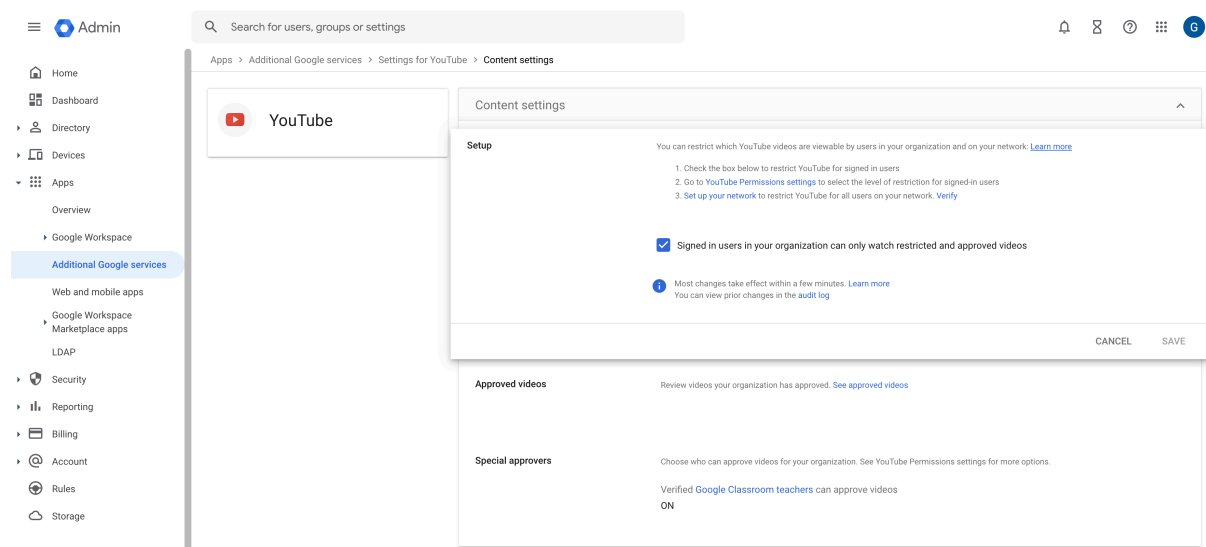 Admin
Search for users, groups or settings
G
Apps > Additional Google services > Settings for YouTube > Content settings
Home
Dashboard
Directory
Devices
Apps
Overview
Google Workspace
Additional Google services
Web and mobile apps
Google Workspace
Marketplace apps
LDAP
Security
Reporting
Billing
Account
Rules
Storage
YouTube
Content settings
Setup
You can restrict which YouTube videos are viewable by users in your organization and on your network: Learn more
1. Check the box below to restrict YouTube for signed in users
2. Go to YouTube Permissions settings to select the level of restriction for signed-in users
3. Set up your network to restrict YouTube for all users on your network. Verify
Signed in users in your organization can only watch restricted and approved videos
Most changes take effect within a few minutes. Learn more
You can view prior changes in the audit log
CANCEL SAVE
Approved videos
Review videos your organization has approved. See approved videos
Special approvers
Choose who can approve videos for your organization. See YouTube Permissions settings for more options.
Verified Google Classroom teachers can approve videos
ON